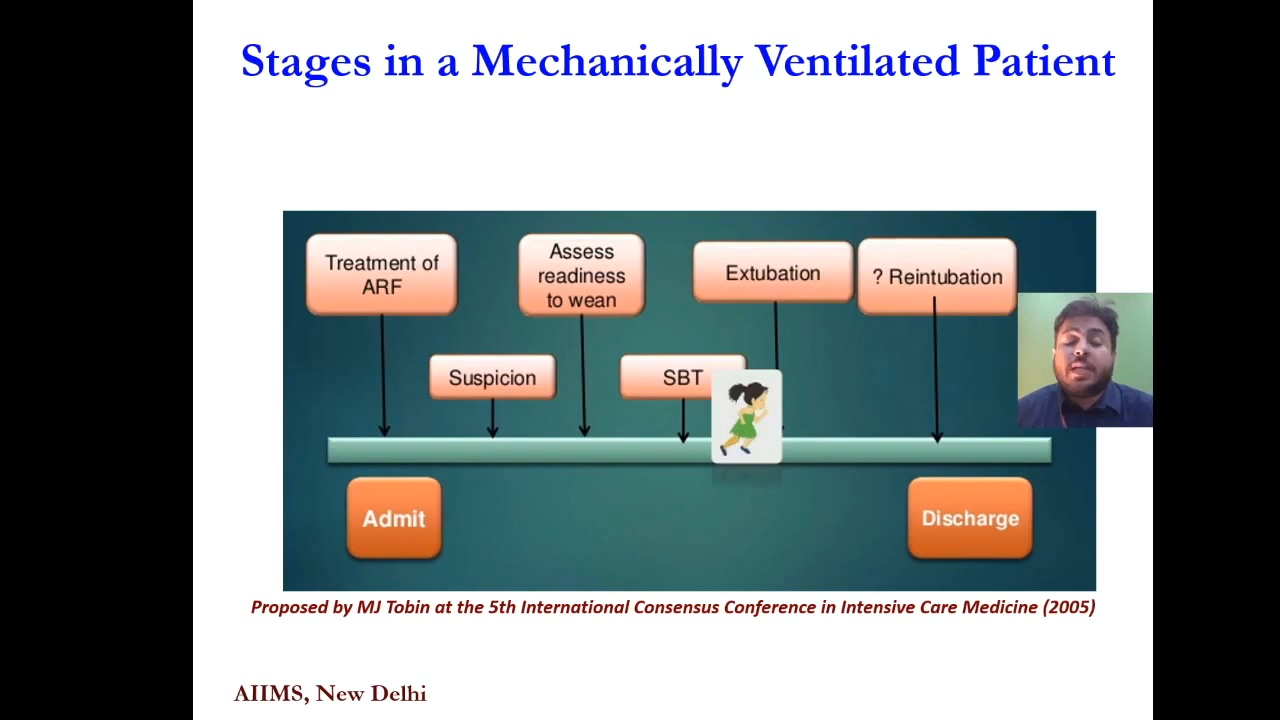 Stages in a Mechanically Ventilated Patient
Treatment of
ARF
Assess
readiness
to wean
Extubation
? Reintubation
Suspicion
SBT
Admit
Discharge
Proposed by MJ Tobin at the 5th International Consensus Conference in Intensive Care Medicine (2005)
AIIMS, New Delhi